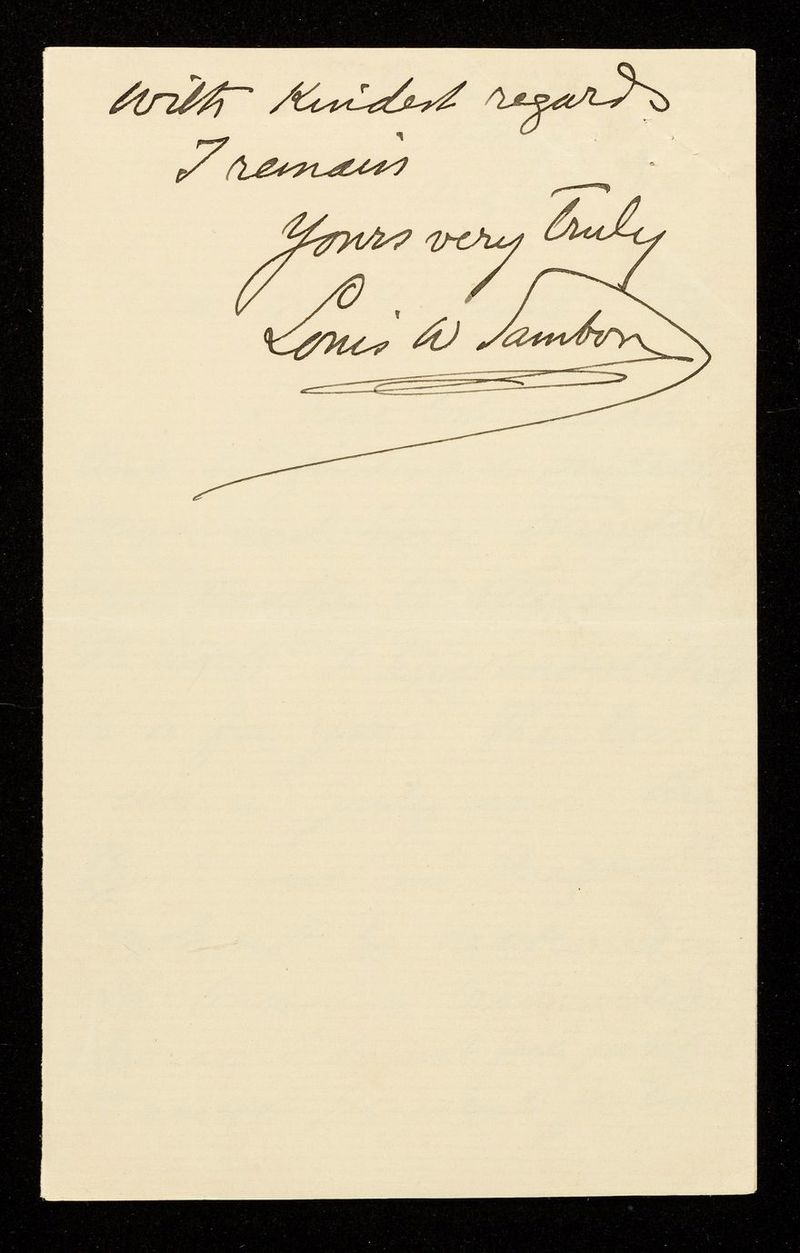 with Kindest regards
I remain
Yours very truly
Louis W Sambon